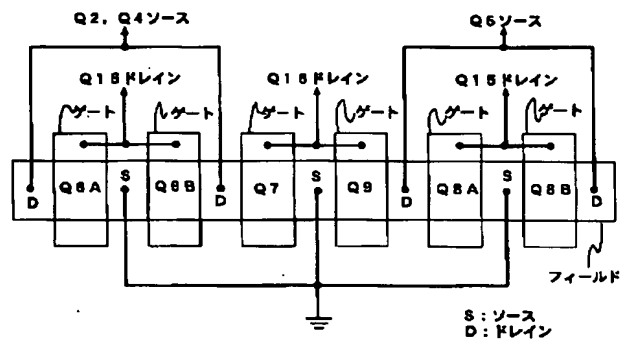 Q2，Q4ソース
Q5ソース
Q16ドレイン
Q16ドレイン
Q15ドレイン
ゲート
ゲート
ゲート
ゲート
ゲート
ゲート
D
Q6A
S
Q6B
D
Q7
S
Q9
D
Q8A
S
Q8B
D
フィールド
S：ソース
D：ドレイン